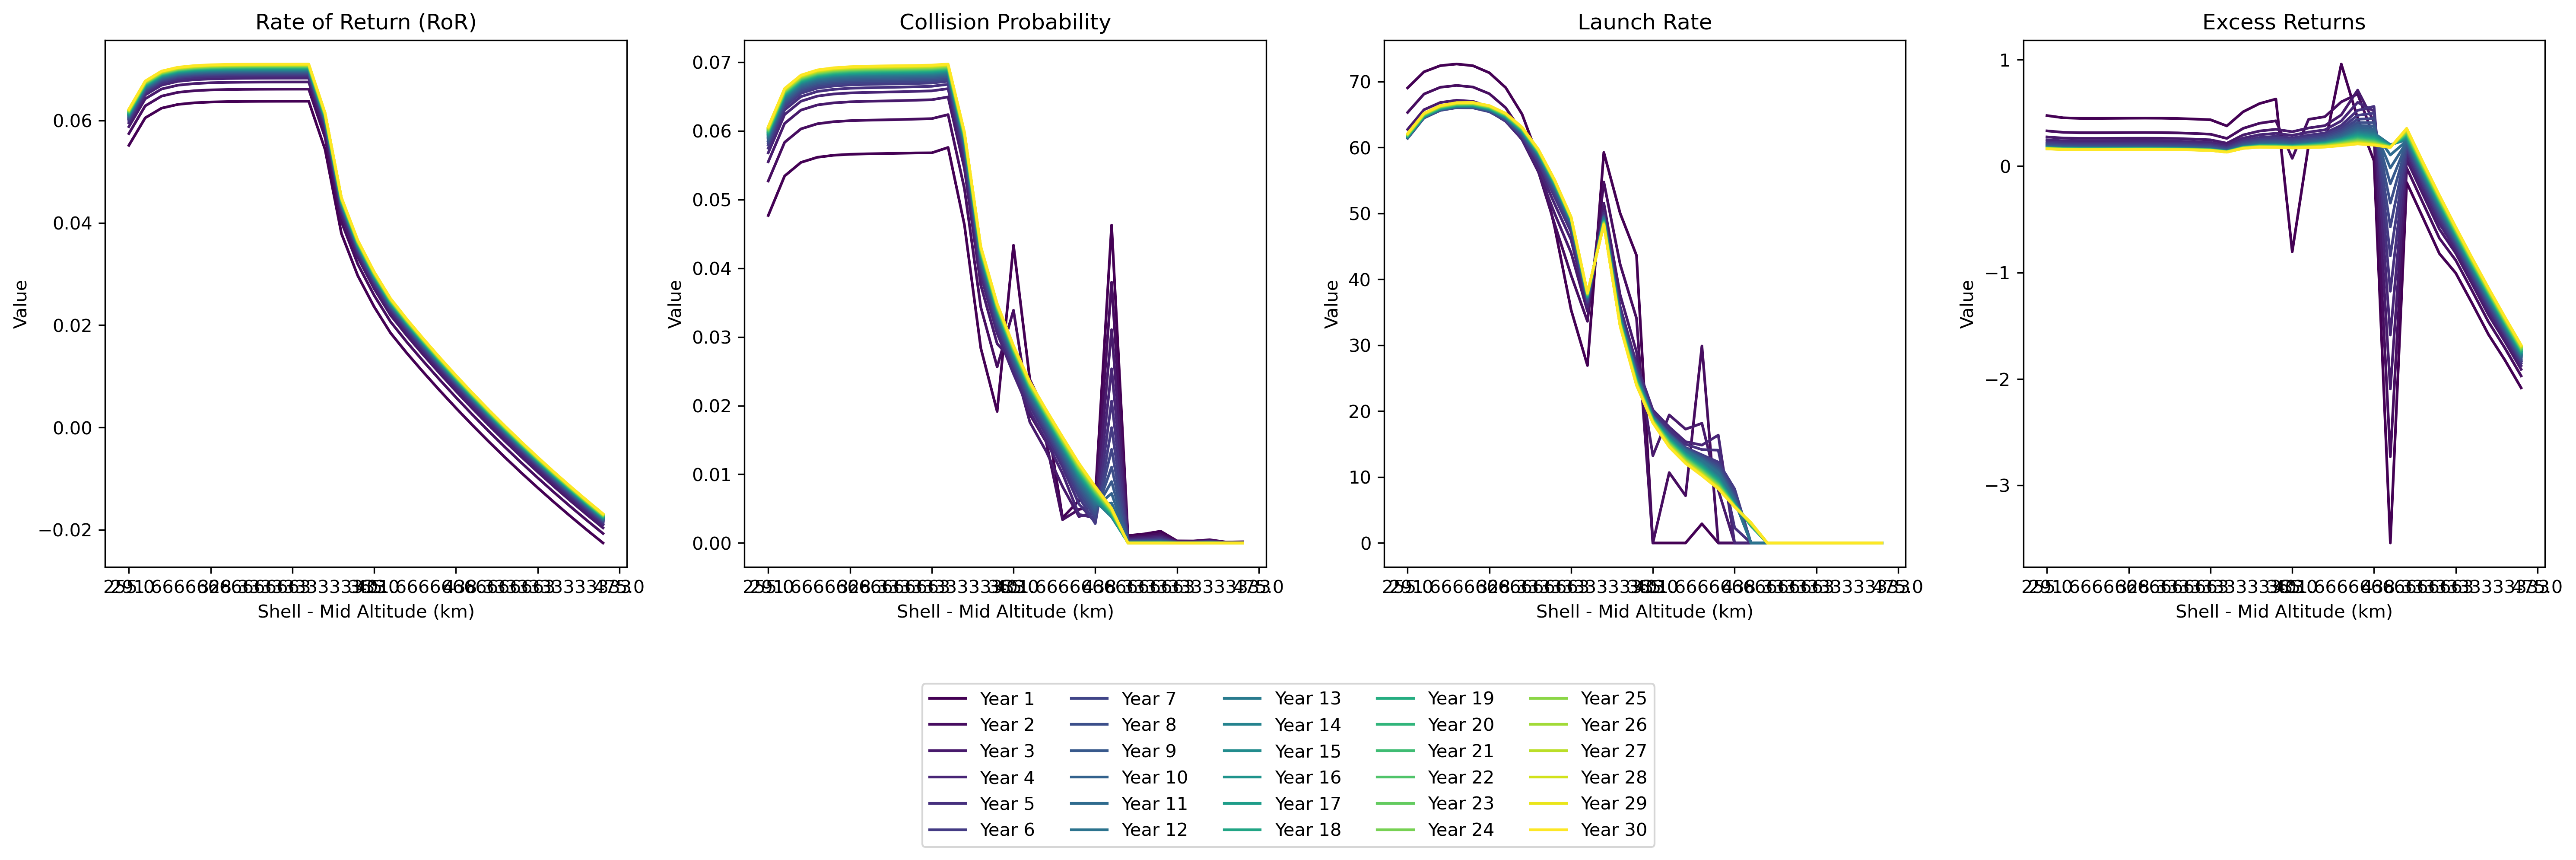 Rate of Return (RoR)
Collision Probability
Launch Rate
Excess Returns
Value
0.06
0.04
0.02
0.00
−0.02
Shell - Mid Altitude (km)
Value
0.07
0.06
0.05
0.04
0.03
0.02
0.01
0.00
Shell - Mid Altitude (km)
Value
70
60
50
40
30
20
10
0
Shell - Mid Altitude (km)
Value
1
0
−1
−2
−3
Shell - Mid Altitude (km)
Year 1
Year 2
Year 3
Year 4
Year 5
Year 6
Year 7
Year 8
Year 9
Year 10
Year 11
Year 12
Year 13
Year 14
Year 15
Year 16
Year 17
Year 18
Year 19
Year 20
Year 21
Year 22
Year 23
Year 24
Year 25
Year 26
Year 27
Year 28
Year 29
Year 30